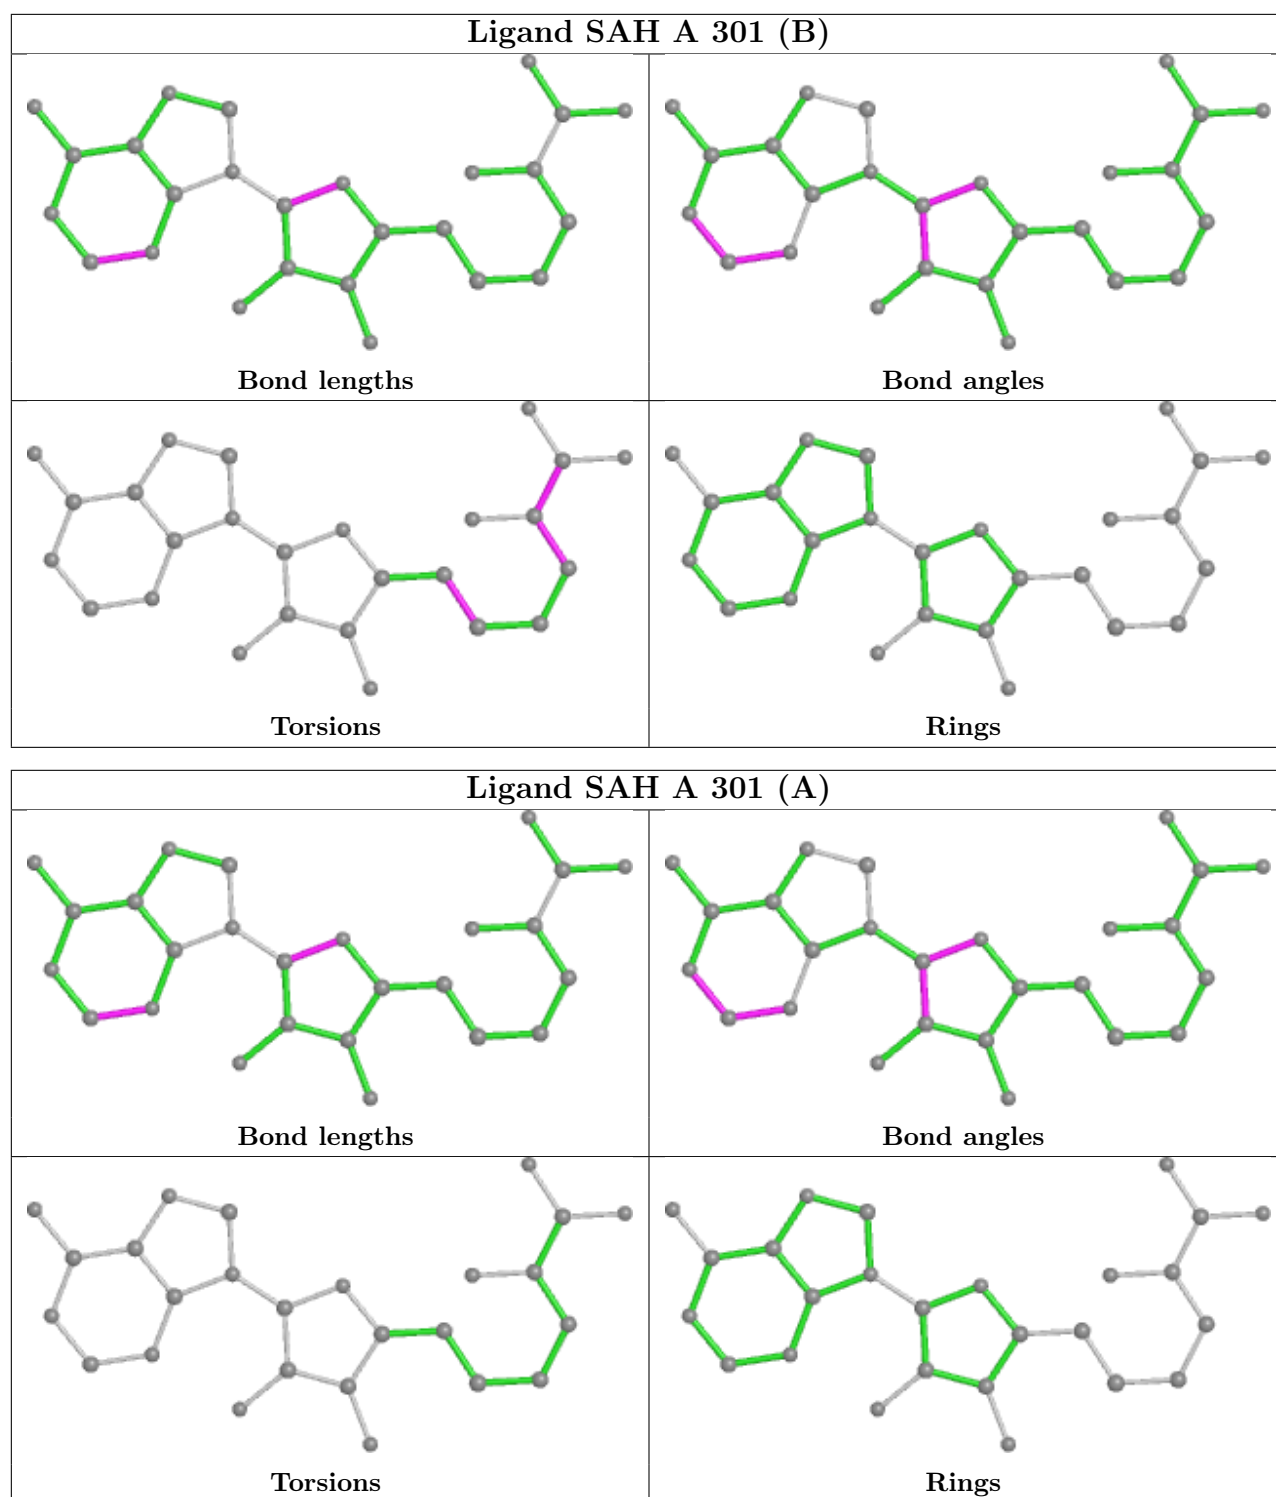 Ligand SAH A 301 (B)
Bond lengths
Bond angles
Torsions
Rings
Ligand SAH A 301 (A)
Bond lengths
Bond angles
Torsions
Rings